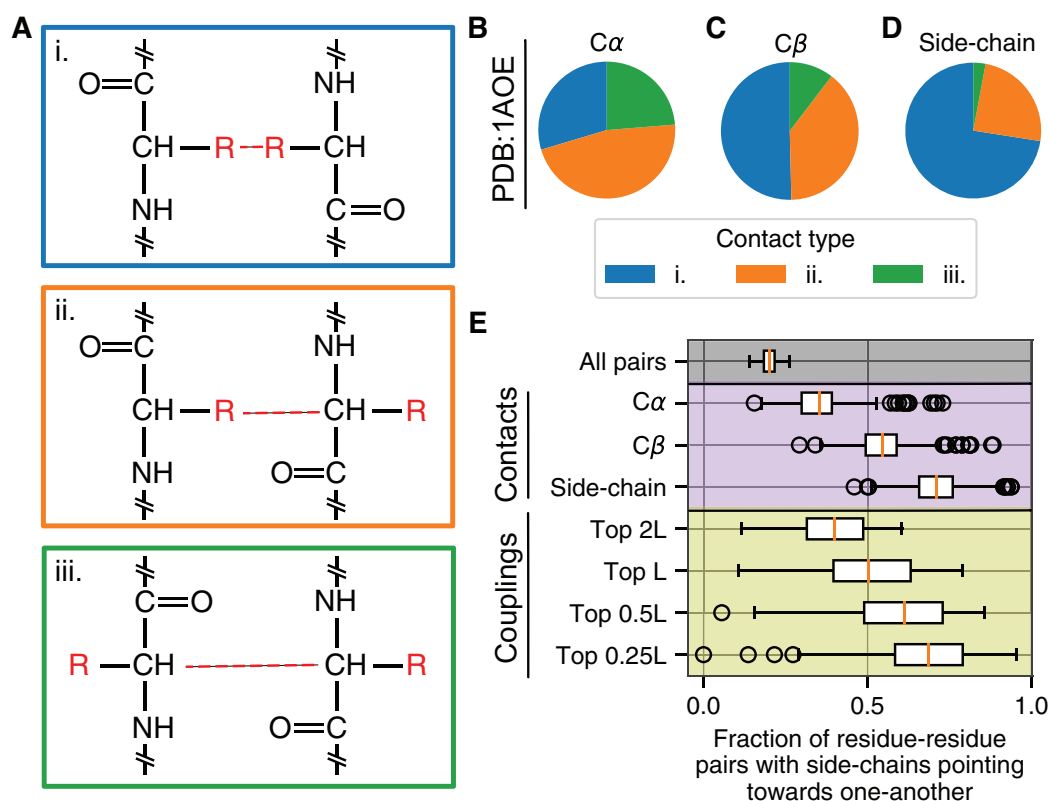 A
i.
O
C
NH
CH
R
R
CH
NH
C
O
ii.
O
C
NH
CH
R
CH
R
NH
O
C
iii.
C
O
NH
R
CH
CH
R
NH
O
C
B
C
D
Cα
Cβ
Side-chain
PDB:1AOE
Contact type
i.
ii.
iii.
E
All pairs
Contacts
Cα
Cβ
Side-chain
Couplings
Top 2L
Top L
Top 0.5L
Top 0.25L
0.0
0.5
1.0
Fraction of residue-residue
pairs with side-chains pointing
towards one-another